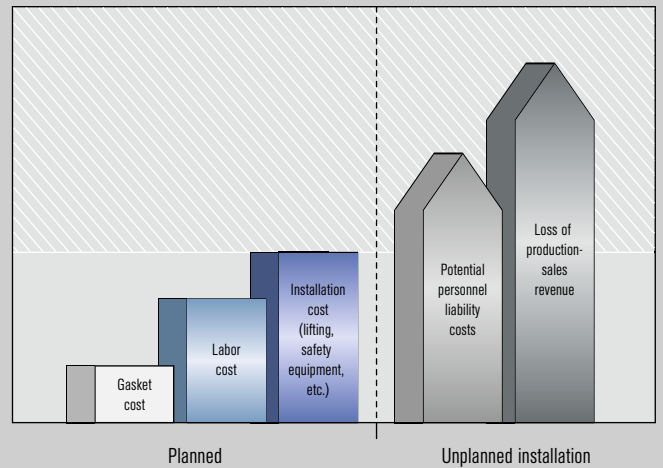 Gasket
cost
Labor
cost
Installation
cost
(lifting,
safety
equipment,
etc.)
Potential
personnel
liability
costs
Loss of
production-
sales
revenue
Planned
Unplanned installation